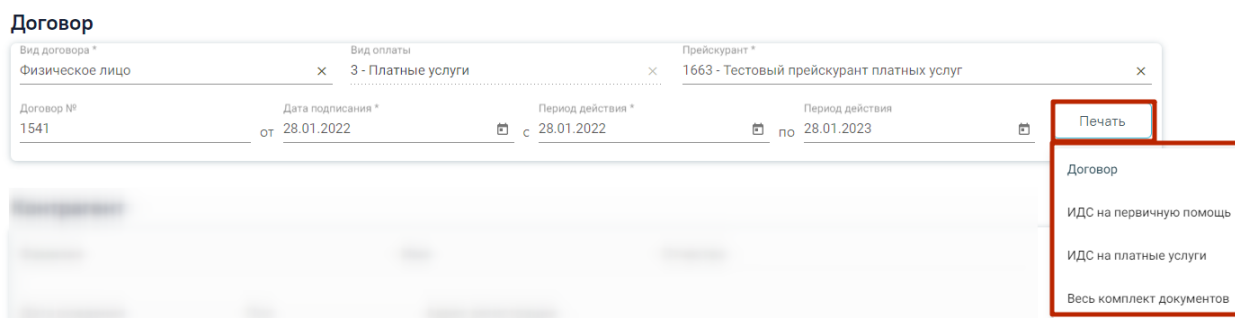 Договор
Вид договора * Вид оплаты Прейскурант *
Физическое лицо 3 - Платные услуги 1663 - Тестовый прейскурант платных услуг
Договор № Дата подписания * Период действия * Период действия
1541 от 28.01.2022 с 28.01.2022 по 28.01.2023 Печать
Договор
ИДС на первичную помощь
ИДС на платные услуги
Весь комплект документов